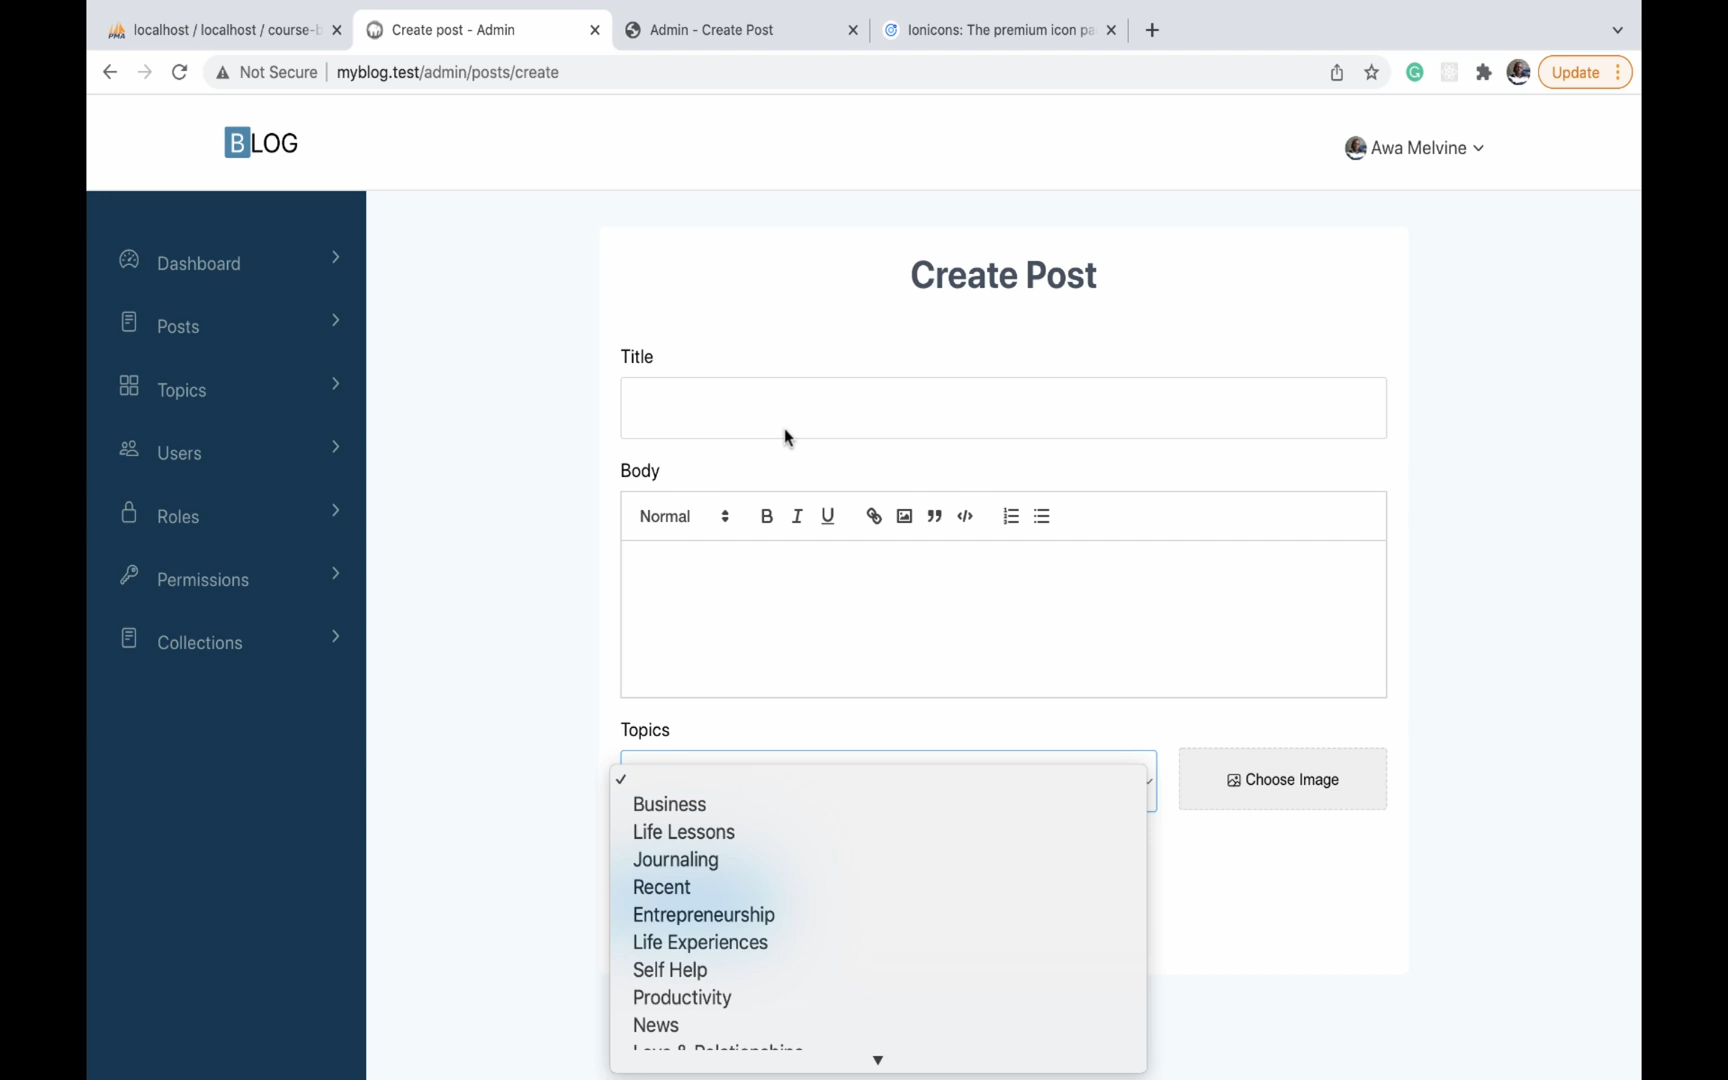 localhost / localhost / course-b
Create post - Admin
Admin - Create Post
Ionicons: The premium icon pa
Not Secure
myblog.test/admin/posts/create
Update
BLOG
Awa Melvine
Dashboard
Posts
Topics
Users
Roles
Permissions
Collections
Create Post
Title
Body
Normal
Topics
Choose Image
Business
Life Lessons
Journaling
Recent
Entrepreneurship
Life Experiences
Self Help
Productivity
News